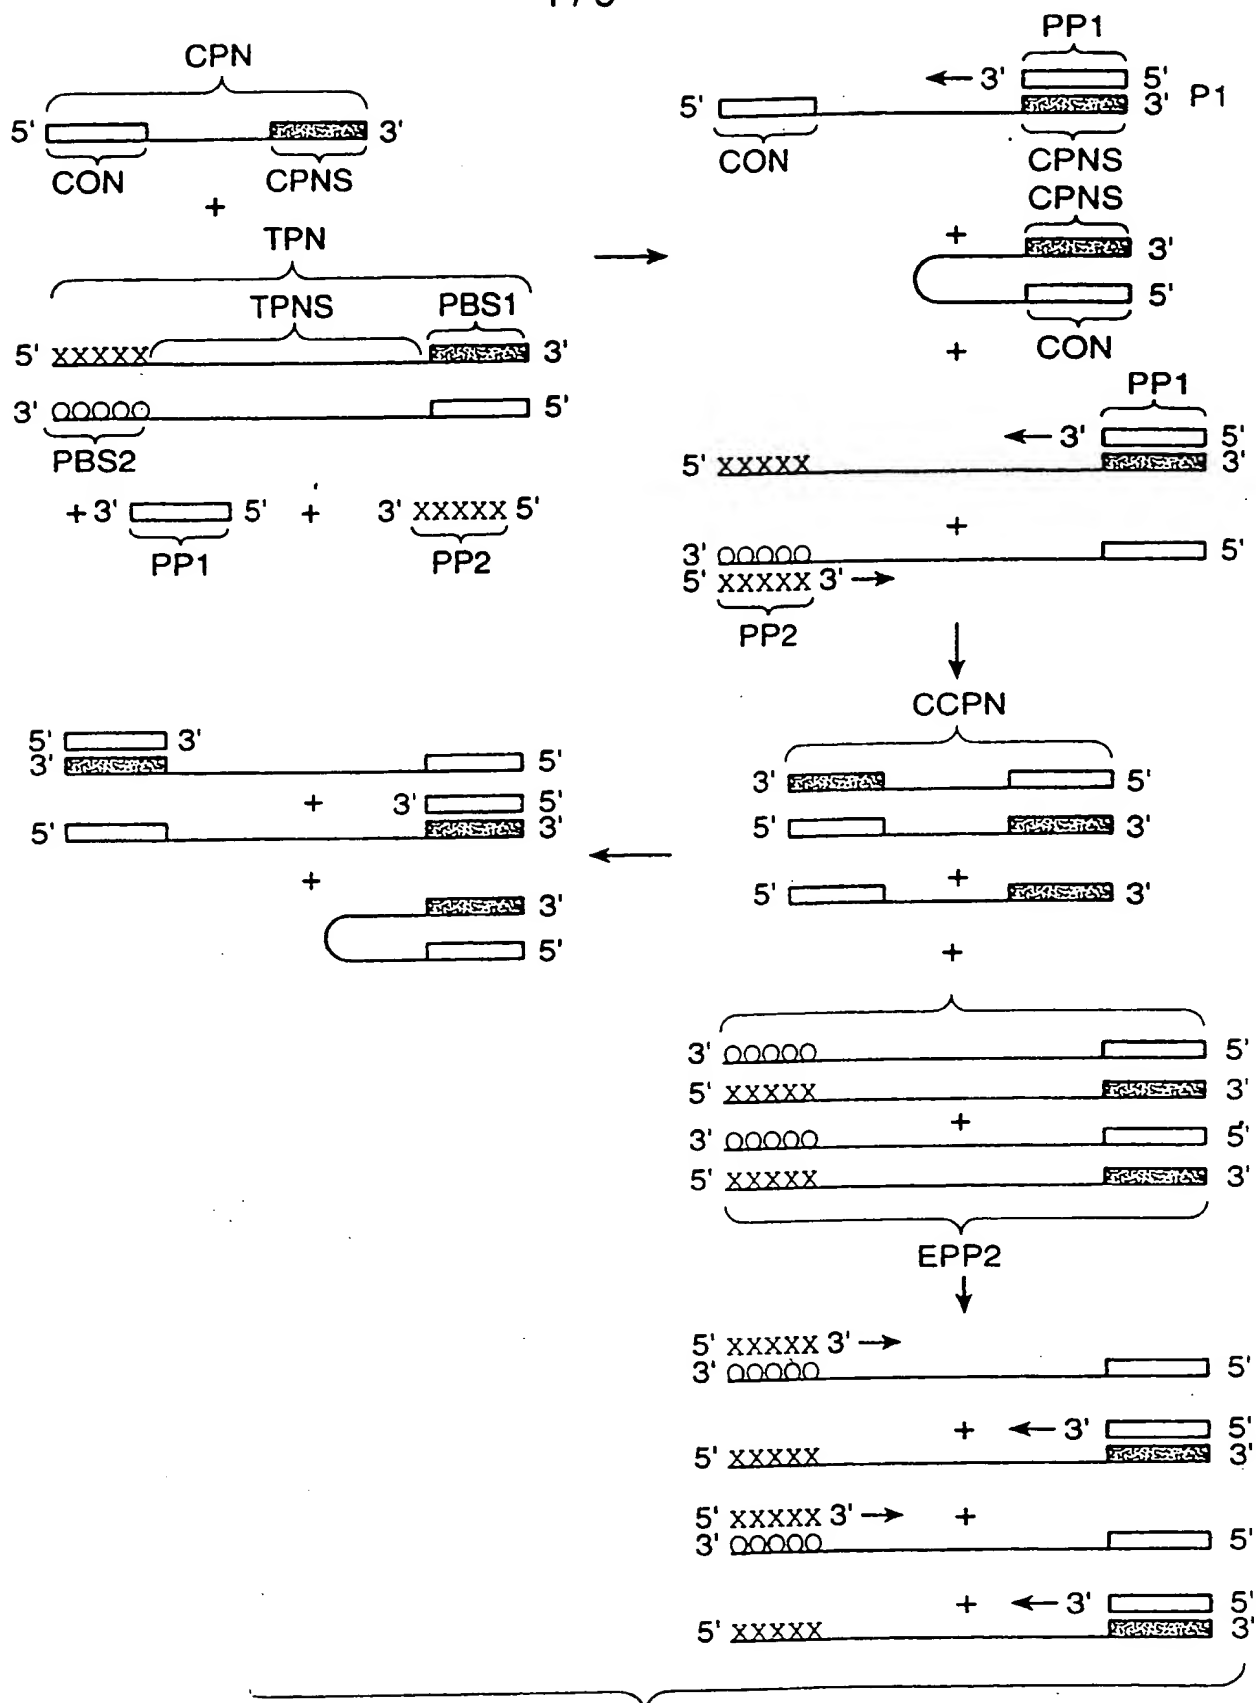 CPN
5' 3'
CON CPNS
+
TPN
TPNS PBS1
5' XXXXX 3'
3' OOOOO 5'
PBS2
+ 3' 5' + 3' XXXXX 5'
PP1 PP2
PP1
3' 5'
5' 3' P1
CON CPNS
CPNS
+ 3'
5'
+ CON
PP1
3' 5'
5' XXXXX 3'
+
3' OOOOO 5'
5' XXXXX 3'
PP2
CCPN
3' 5'
5' 3'
+
5' 3'
+
5' 3'
3' 5'
+ 3' 5'
5' 3'
+
3'
5'
3' OOOOO 5'
5' XXXXX 3'
+
3' OOOOO 5'
5' XXXXX 3'
EPP2
5' XXXXX 3'
3' OOOOO 5'
+ 3' 5'
5' XXXXX 3'
5' XXXXX 3' +
3' OOOOO 5'
+ 3' 5'
5' XXXXX 3'